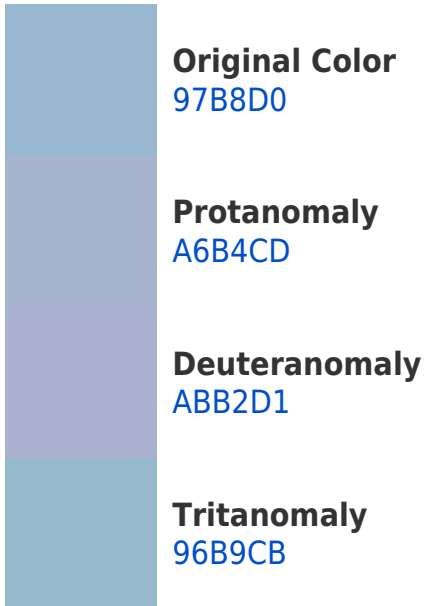 Original Color
97B8D0
Protanomaly
A6B4CD
Deuteranomaly
ABB2D1
Tritanomaly
96B9CB